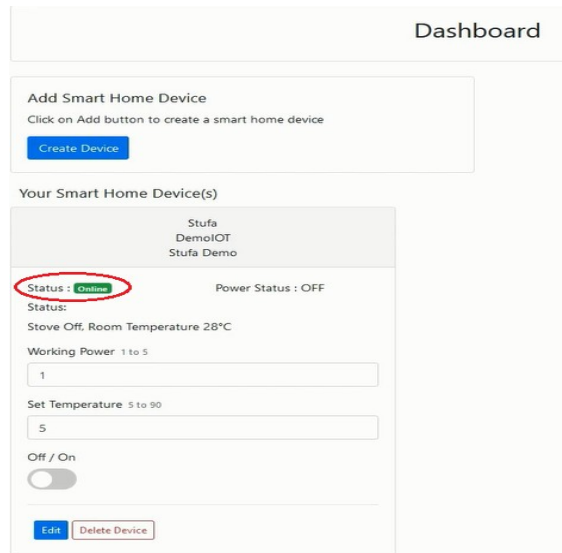 Dashboard
Add Smart Home Device
Click on Add button to create a smart home device
Create Device
Your Smart Home Device(s)
Stufa
DemoIOT
Stufa Demo
Status : Online Power Status : OFF
Status:
Stove Off, Room Temperature 28°C
Working Power 1 to 5
1
Set Temperature 5 to 90
5
Off / On
Edit Delete Device